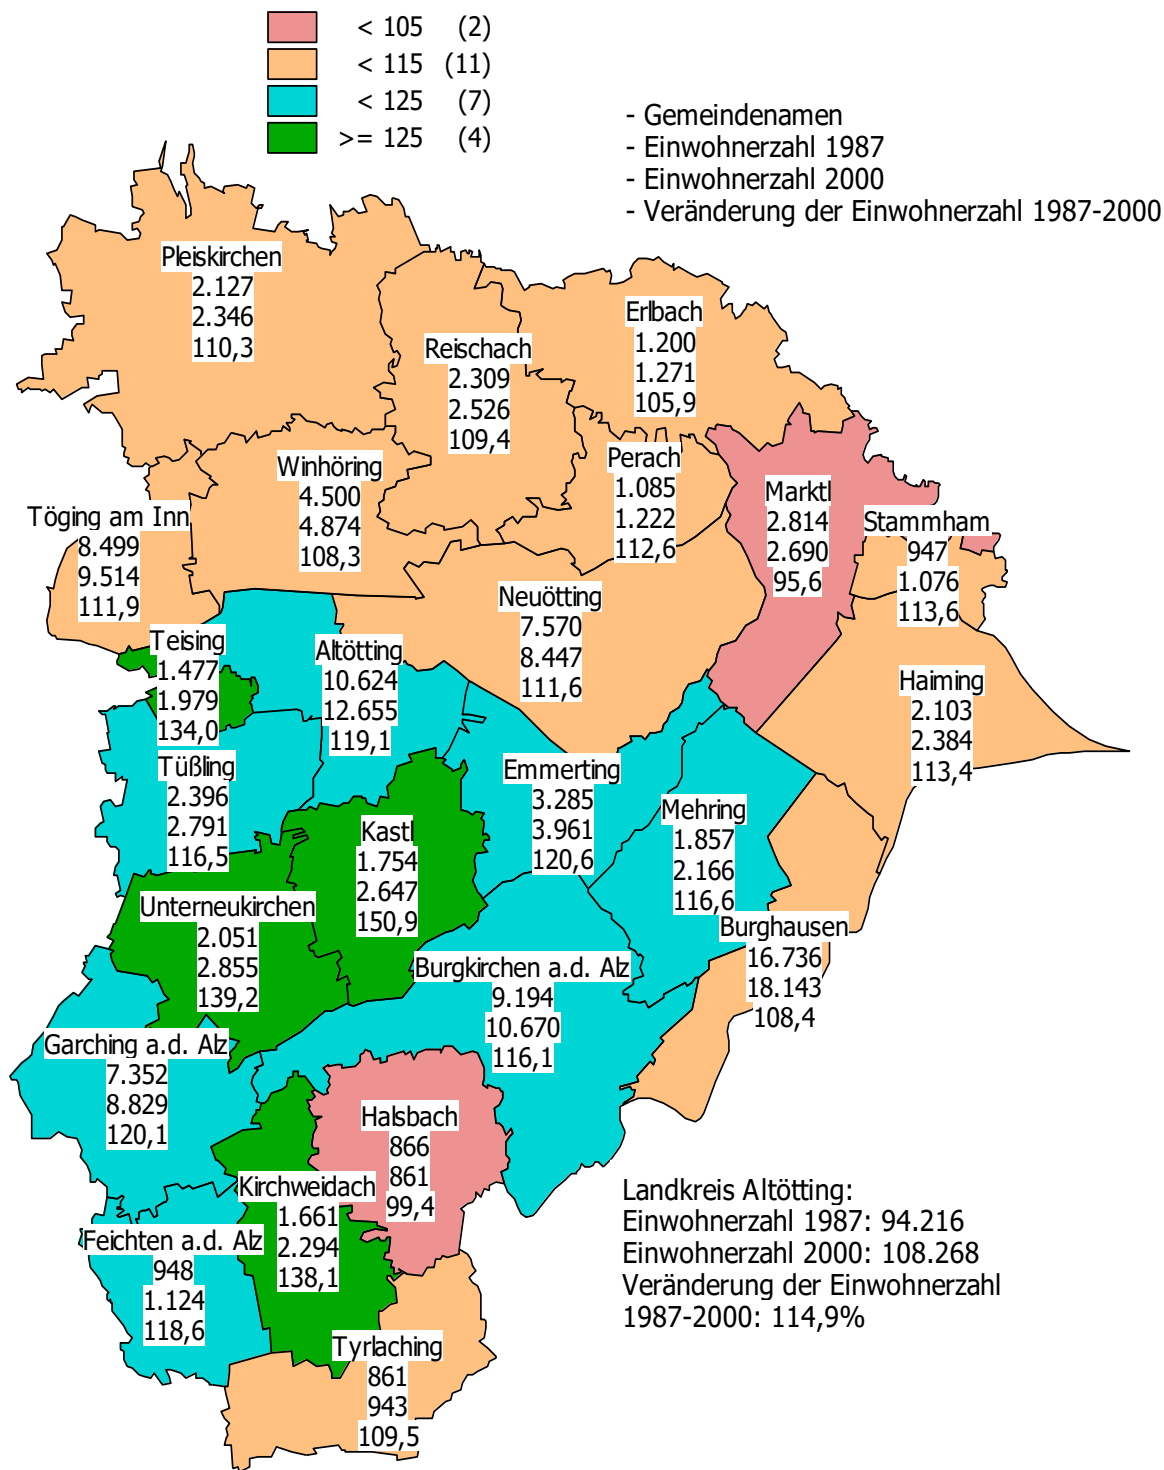 < 105 (2)
< 115 (11)
< 125 (7)
>= 125 (4)
- Gemeindenamen
- Einwohnerzahl 1987
- Einwohnerzahl 2000
- Veränderung der Einwohnerzahl 1987-2000
Pleiskirchen
2.127
2.346
110,3
Erlbach
1.200
1.271
105,9
Reischach
2.309
2.526
109,4
Winhöring
4.500
4.874
108,3
Perach
1.085
1.222
112,6
Marktl
2.814
2.690
95,6
Stammham
947
1.076
113,6
Töging am Inn
8.499
9.514
111,9
Neuötting
7.570
8.447
111,6
Teising
1.477
1.979
134,0
Altötting
10.624
12.655
119,1
Haiming
2.103
2.384
113,4
Tüßling
2.396
2.791
116,5
Emmerting
3.285
3.961
120,6
Mehring
1.857
2.166
116,6
Kastl
1.754
2.647
150,9
Unterneukirchen
2.051
2.855
139,2
Burghausen
16.736
18.143
108,4
Burgkirchen a.d. Alz
9.194
10.670
116,1
Garching a.d. Alz
7.352
8.829
120,1
Halsbach
866
861
99,4
Kirchweidach
1.661
2.294
138,1
Feichten a.d. Alz
948
1.124
118,6
Tyrlaching
861
943
109,5
Landkreis Altötting:
Einwohnerzahl 1987: 94.216
Einwohnerzahl 2000: 108.268
Veränderung der Einwohnerzahl
1987-2000: 114,9%